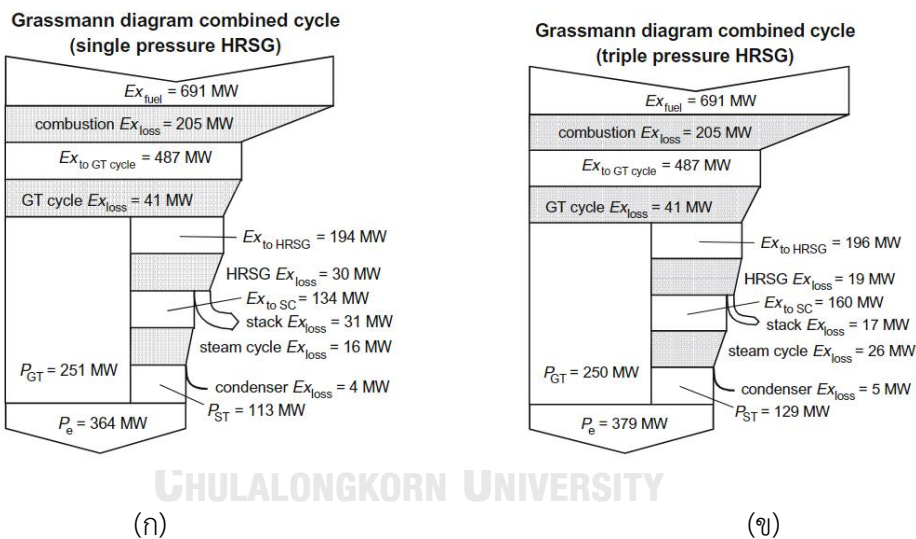 Grassmann diagram combined cycle
(single pressure HRSG)
Ex_fuel = 691 MW
combustion Ex_loss = 205 MW
Ex_to GT cycle = 487 MW
GT cycle Ex_loss = 41 MW
Ex_to HRSG = 194 MW
HRSG Ex_loss = 30 MW
Ex_to SC = 134 MW
stack Ex_loss = 31 MW
steam cycle Ex_loss = 16 MW
P_GT = 251 MW
condenser Ex_loss = 4 MW
P_ST = 113 MW
P_e = 364 MW
(ก)
Grassmann diagram combined cycle
(triple pressure HRSG)
Ex_fuel = 691 MW
combustion Ex_loss = 205 MW
Ex_to GT cycle = 487 MW
GT cycle Ex_loss = 41 MW
Ex_to HRSG = 196 MW
HRSG Ex_loss = 19 MW
Ex_to SC = 160 MW
stack Ex_loss = 17 MW
steam cycle Ex_loss = 26 MW
P_GT = 250 MW
condenser Ex_loss = 5 MW
P_ST = 129 MW
P_e = 379 MW
(ข)
CHULALONGKORN UNIVERSITY